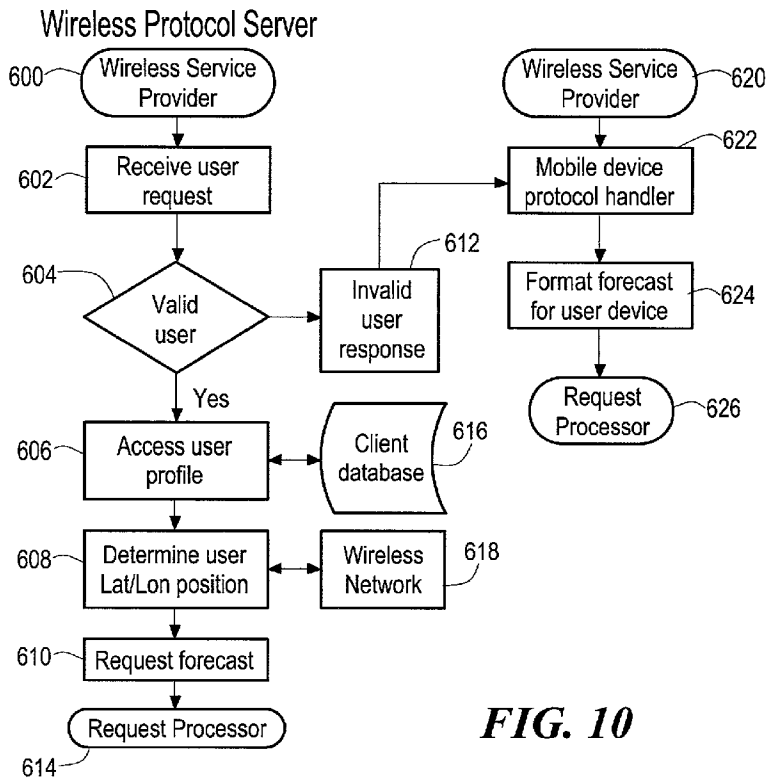 Wireless Protocol Server
600
Wireless Service
Provider
602
Receive user
request
604
Valid
user
612
Invalid
user
response
Yes
606
Access user
profile
Client
database
616
608
Determine user
Lat/Lon position
Wireless
Network
618
610
Request forecast
Request Processor
614
Wireless Service
Provider
620
622
Mobile device
protocol handler
Format forecast
for user device
624
Request
Processor
626
FIG. 10